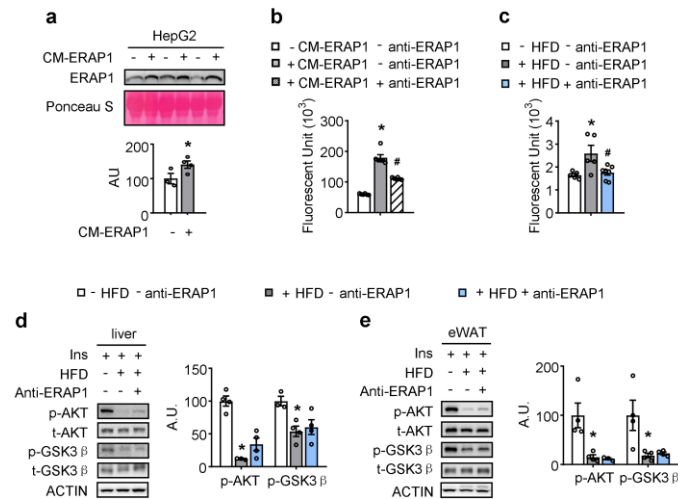 a
HepG2
CM-ERAP1 - + - + - +
ERAP1
Ponceau S
AU
200
100
0
*
CM-ERAP1 - +
b
- CM-ERAP1 - anti-ERAP1
+ CM-ERAP1 - anti-ERAP1
+ CM-ERAP1 + anti-ERAP1
Fluorescent Unit (10³)
300
200
100
0
*
#
c
- HFD - anti-ERAP1
+ HFD - anti-ERAP1
+ HFD + anti-ERAP1
Fluorescent Unit (10³)
4
3
2
1
0
*
#
- HFD - anti-ERAP1
+ HFD - anti-ERAP1
+ HFD + anti-ERAP1
d
liver
Ins + + +
HFD - + +
Anti-ERAP1 - - +
p-AKT
t-AKT
p-GSK3 β
t-GSK3 β
ACTIN
A.U.
150
100
50
0
*
*
p-AKT p-GSK3 β
e
eWAT
Ins + + +
HFD - + +
Anti-ERAP1 - - +
p-AKT
t-AKT
p-GSK3 β
t-GSK3 β
ACTIN
A.U.
200
100
0
*
*
p-AKT p-GSK3 β